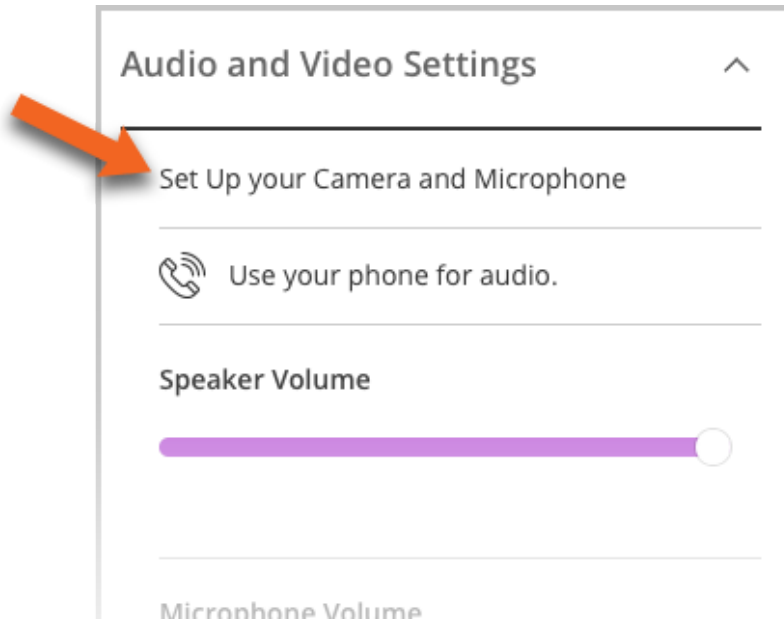 Audio and Video Settings
Set Up your Camera and Microphone
Use your phone for audio.
Speaker Volume
Microphone Volume